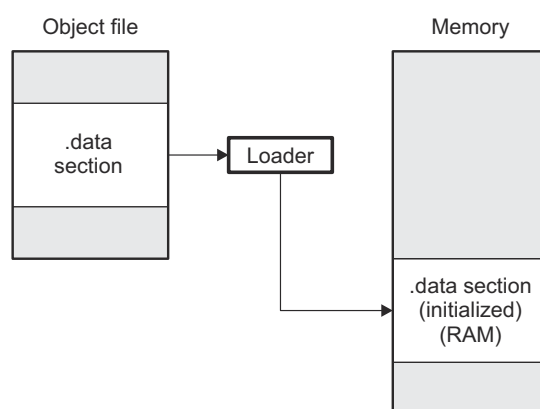 Object file
Memory
.data
section
Loader
.data section
(initialized)
(RAM)